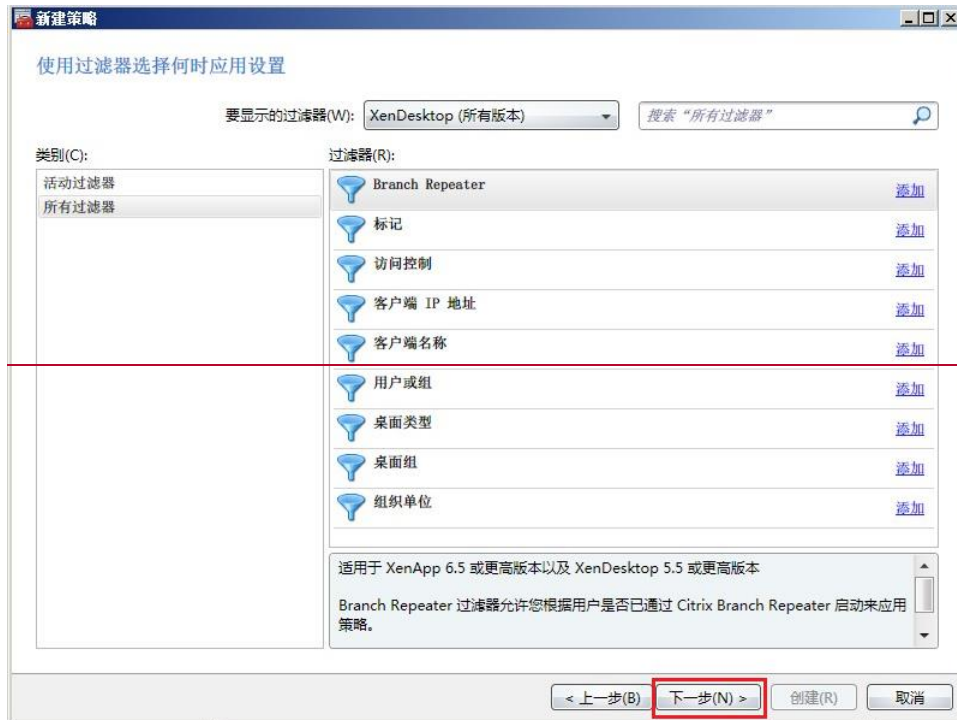 新建策略
使用过滤器选择何时应用设置
要显示的过滤器(W): XenDesktop (所有版本) 搜索“所有过滤器”
类别(C):
活动过滤器
所有过滤器
过滤器(R):
Branch Repeater 添加
标记 添加
访问控制 添加
客户端 IP 地址 添加
客户端名称 添加
用户或组 添加
桌面类型 添加
桌面组 添加
组织单位 添加
适用于 XenApp 6.5 或更高版本以及 XenDesktop 5.5 或更高版本
Branch Repeater 过滤器允许您根据用户是否已通过 Citrix Branch Repeater 启动来应用
策略。
< 上一步(B) 下一步(N) > 创建(R) 取消